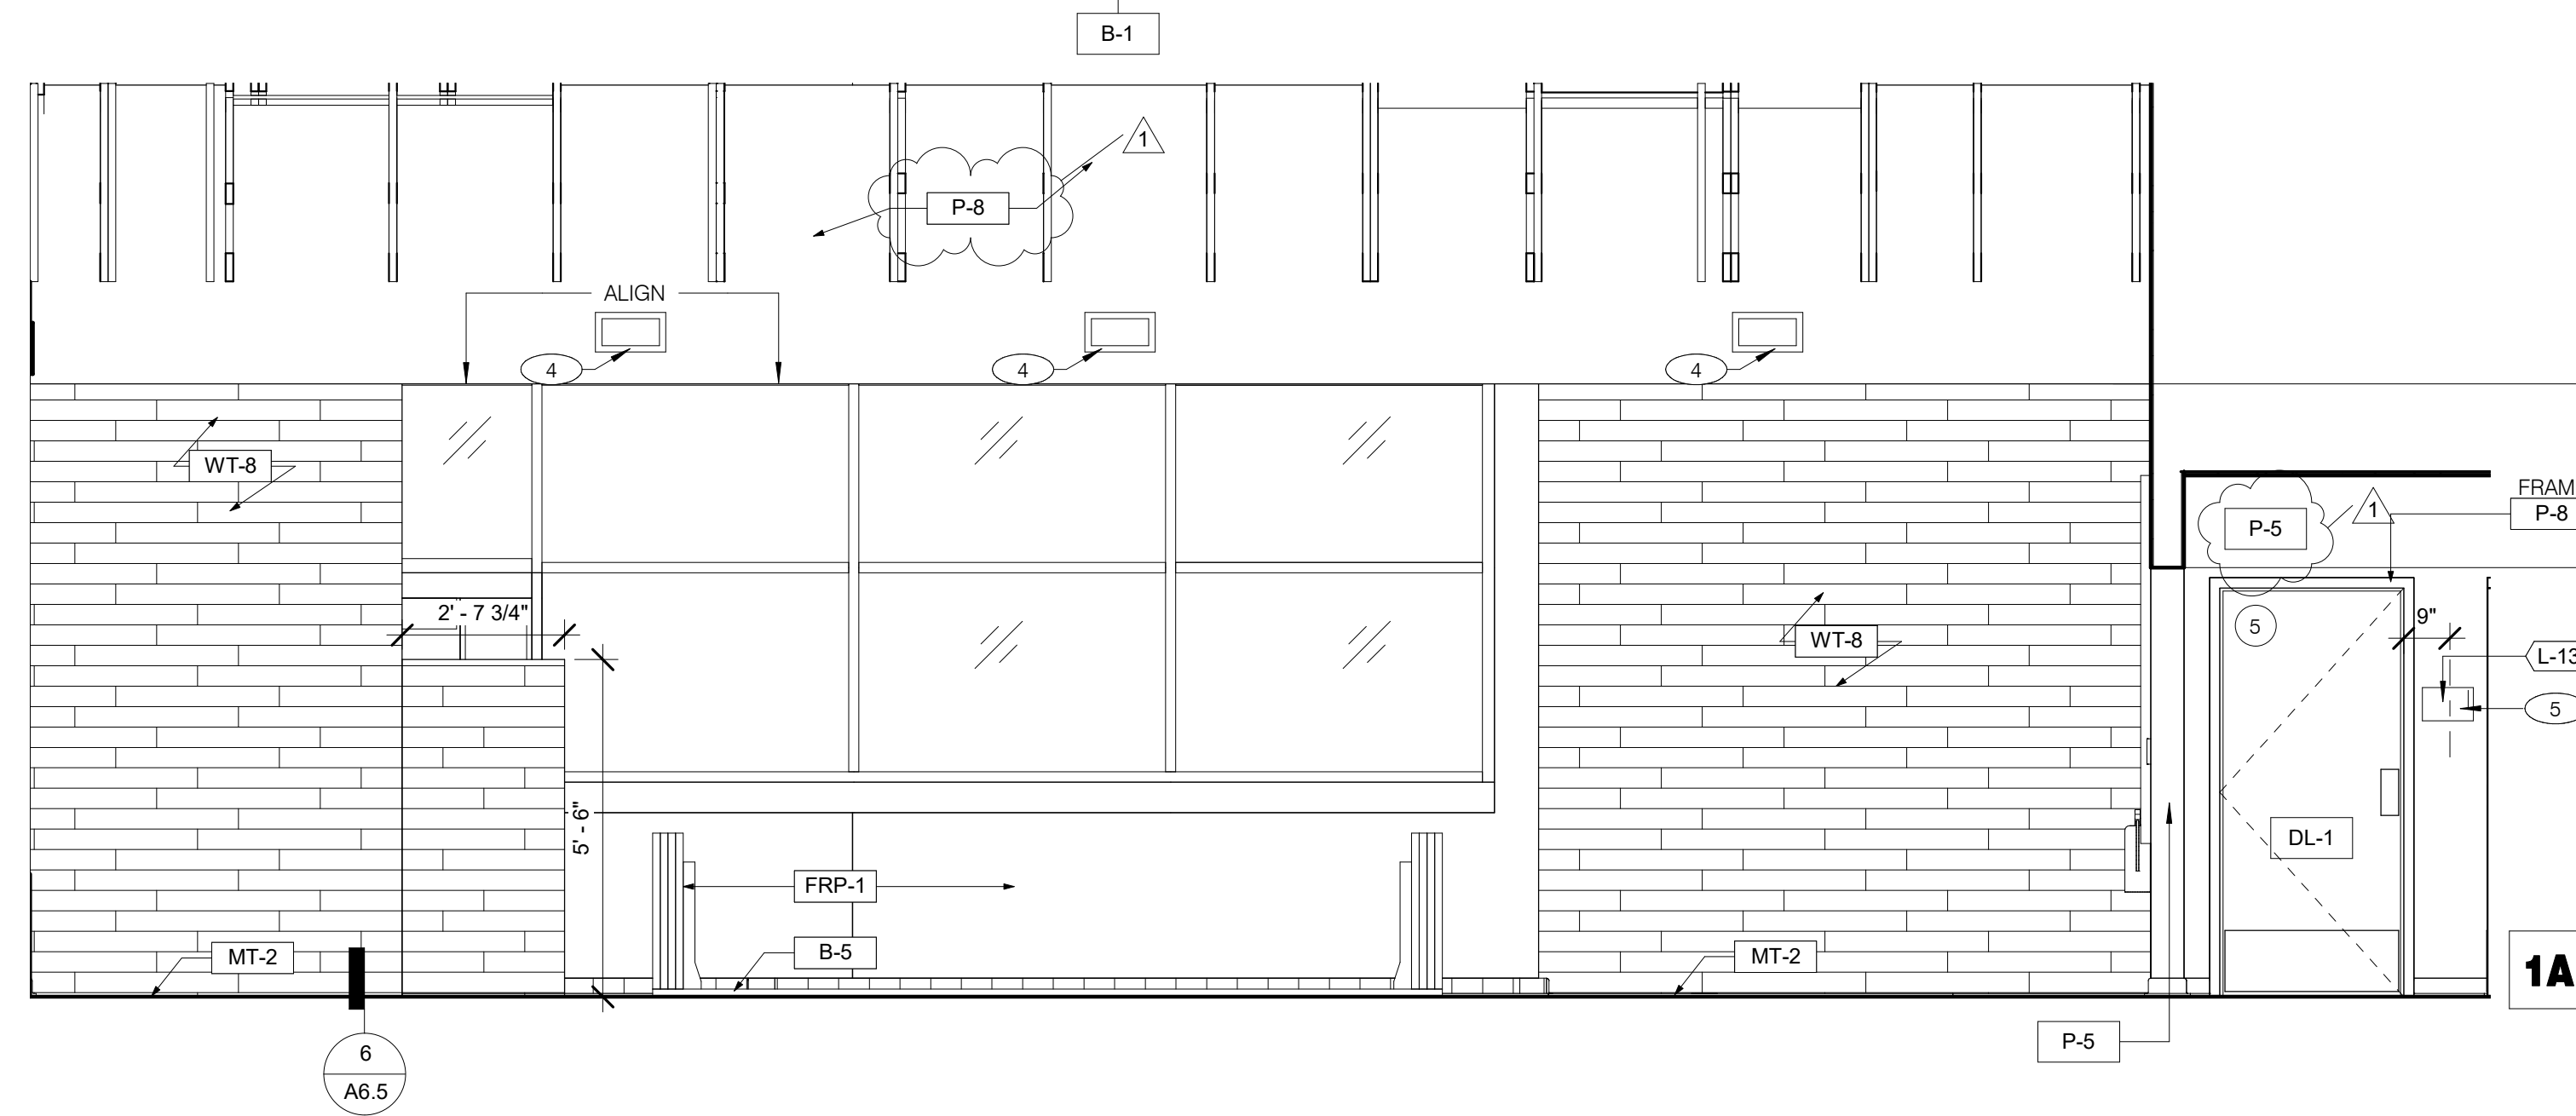 B-1
1
P-8
ALIGN
4
4
4
WT-8
FRAM
P-8
1
P-5
2' - 7 3/4"
5
9"
WT-8
L-13
5
5' - 6"
DL-1
FRP-1
B-5
MT-2
MT-2
1A
P-5
6
A6.5